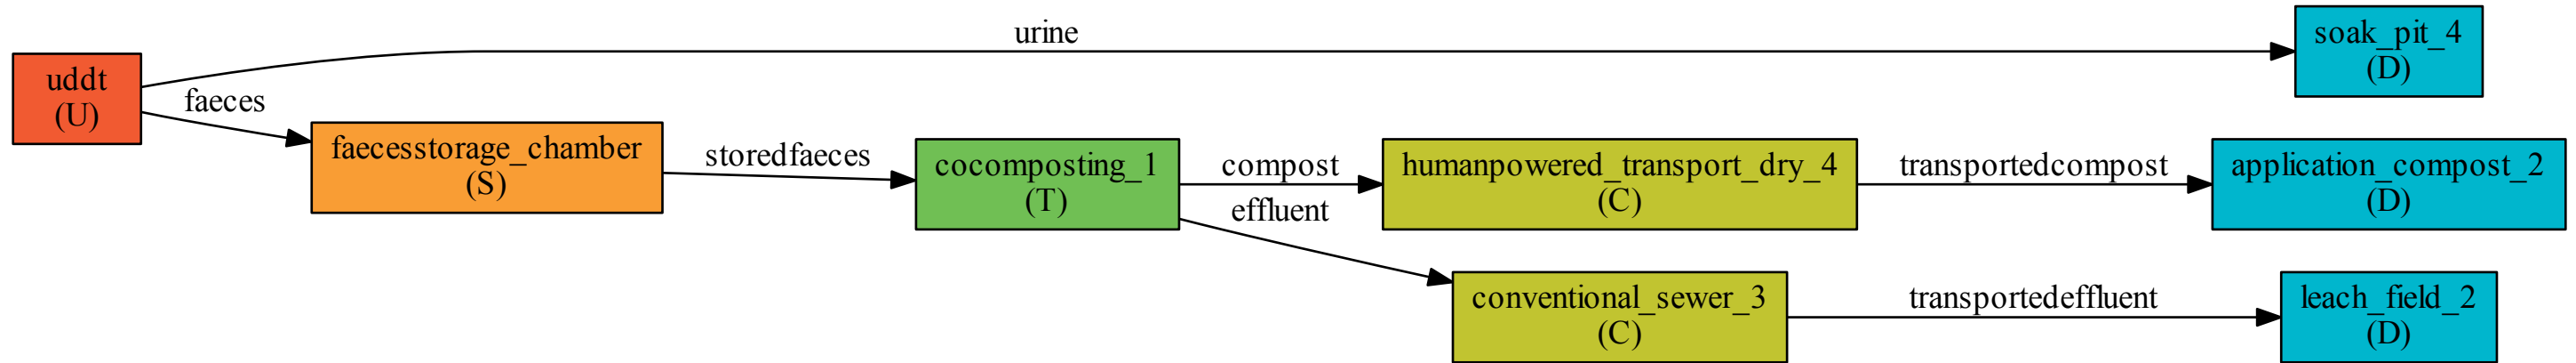 urine
soak_pit_4
(D)
uddt
(U)
faeces
faecesstorage_chamber
(S)
storedfaeces
cocomposting_1
(T)
compost
humanpowered_transport_dry_4
(C)
transportedcompost
application_compost_2
(D)
effluent
conventional_sewer_3
(C)
transportedeffluent
leach_field_2
(D)